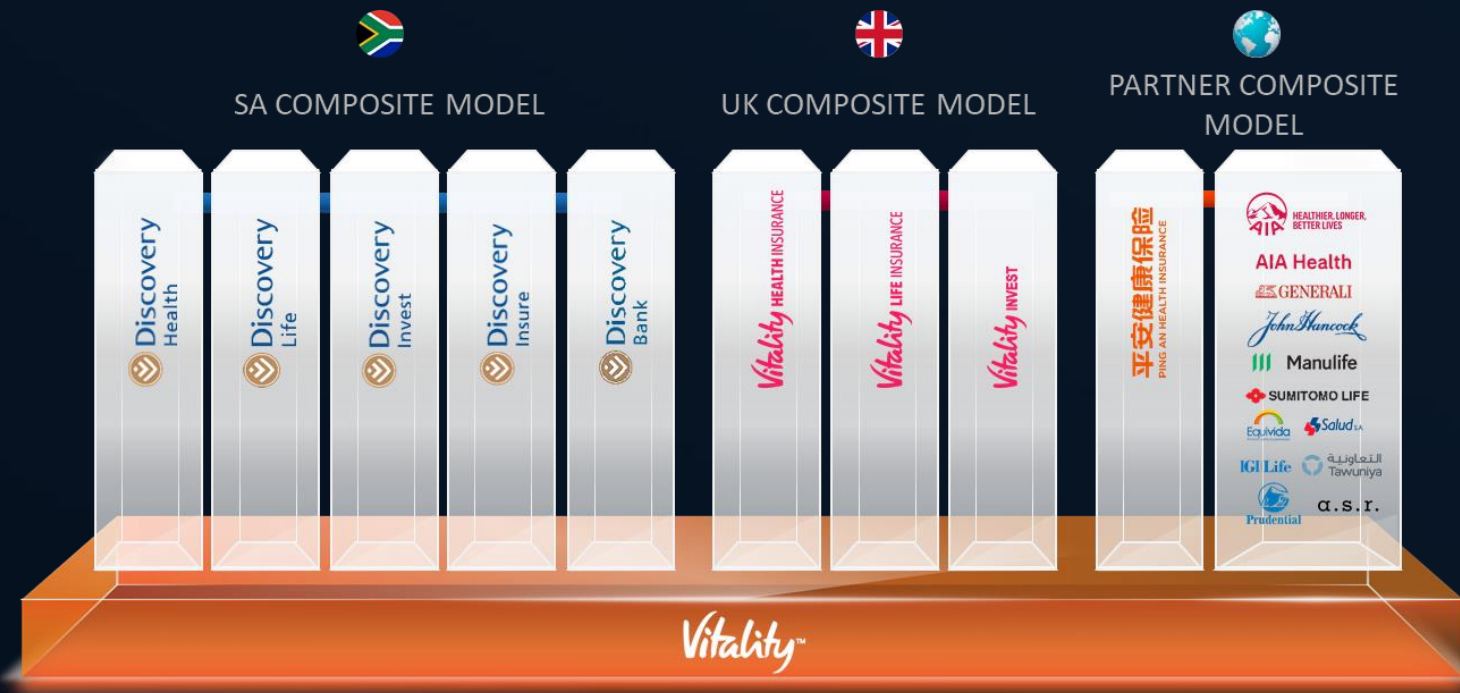 SA COMPOSITE MODEL
UK COMPOSITE MODEL
PARTNER COMPOSITE
MODEL
Discovery
Health
Discovery
Life
Discovery
Invest
Discovery
Insure
Discovery
Bank
Vitality HEALTH INSURANCE
Vitality LIFE INSURANCE
Vitality INVEST
平安健康保险
PING AN HEALTH INSURANCE
AIA
HEALTHIER, LONGER,
BETTER LIVES
AIA Health
GENERALI
John Hancock
Manulife
SUMITOMO LIFE
Equivida
Salud S.A.
IGI Life
التعاونية
Tawuniya
Prudential
a.s.r.
Vitality™